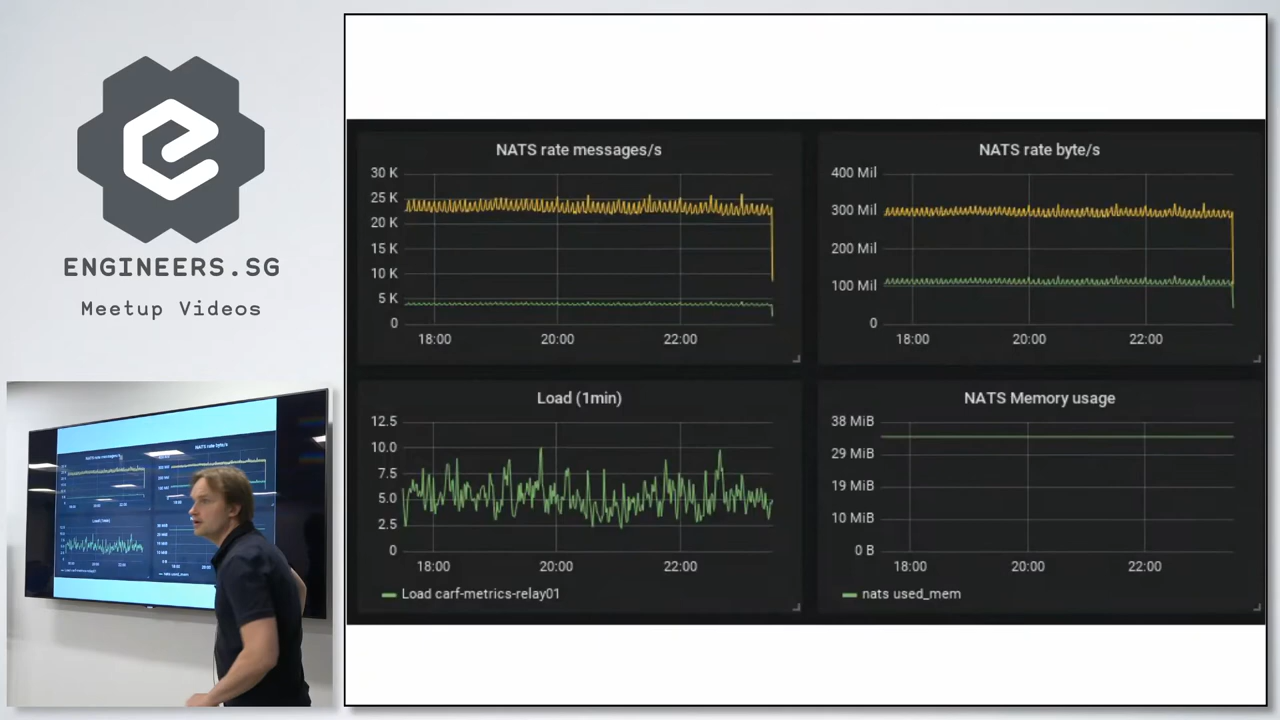 ENGINEERS.SG
Meetup Videos
NATS rate messages/s
30 K
25 K
20 K
15 K
10 K
5 K
0
18:00 20:00 22:00
NATS rate byte/s
400 Mil
300 Mil
200 Mil
100 Mil
0
18:00 20:00 22:00
Load (1min)
12.5
10.0
7.5
5.0
2.5
0
18:00 20:00 22:00
Load carf-metrics-relay01
NATS Memory usage
38 MiB
29 MiB
19 MiB
10 MiB
0 B
18:00 20:00 22:00
nats used_mem